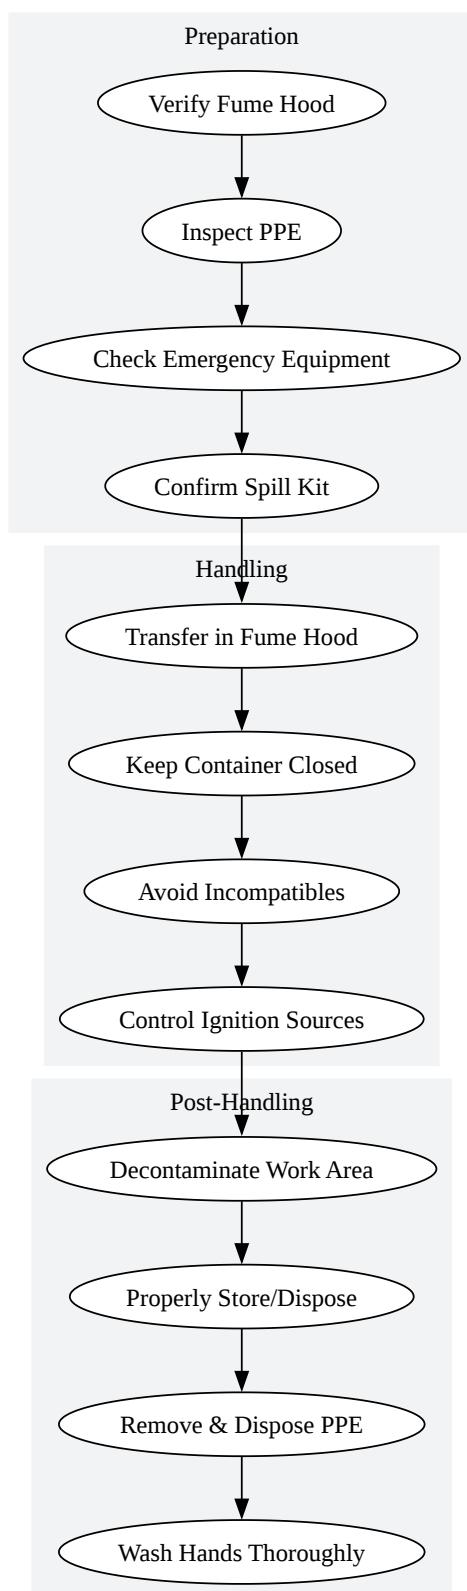 Preparation
Verify Fume Hood
Inspect PPE
Check Emergency Equipment
Confirm Spill Kit
Handling
Transfer in Fume Hood
Keep Container Closed
Avoid Incompatibles
Control Ignition Sources
Post-Handling
Decontaminate Work Area
Properly Store/Dispose
Remove & Dispose PPE
Wash Hands Thoroughly